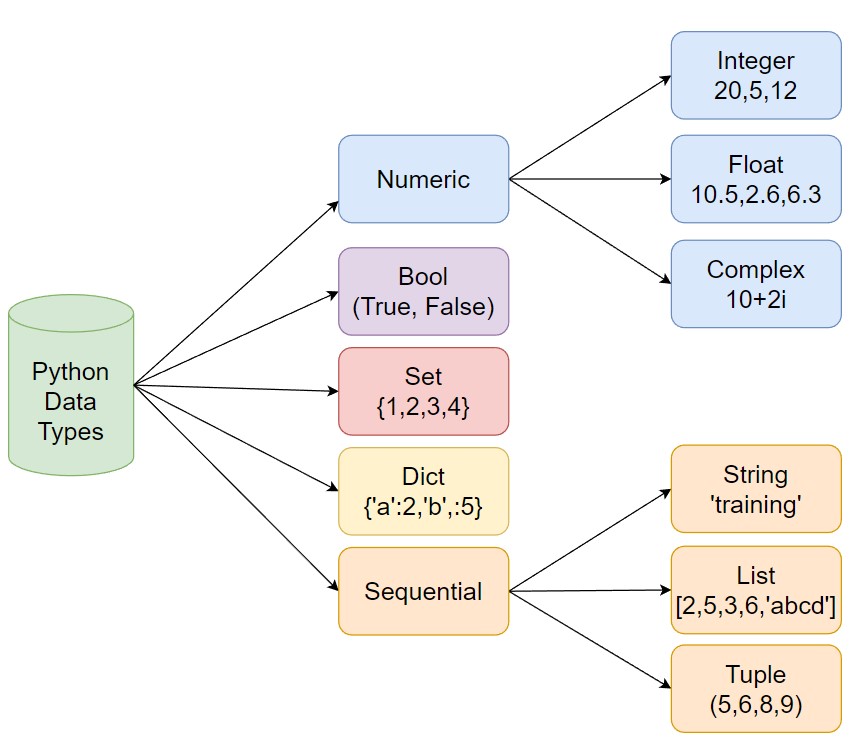 Python
Data
Types
Numeric
Bool
(True, False)
Set
{1,2,3,4}
Dict
{'a':2,'b',:5}
Sequential
Integer
20,5,12
Float
10.5,2.6,6.3
Complex
10+2i
String
'training'
List
[2,5,3,6,'abcd']
Tuple
(5,6,8,9)